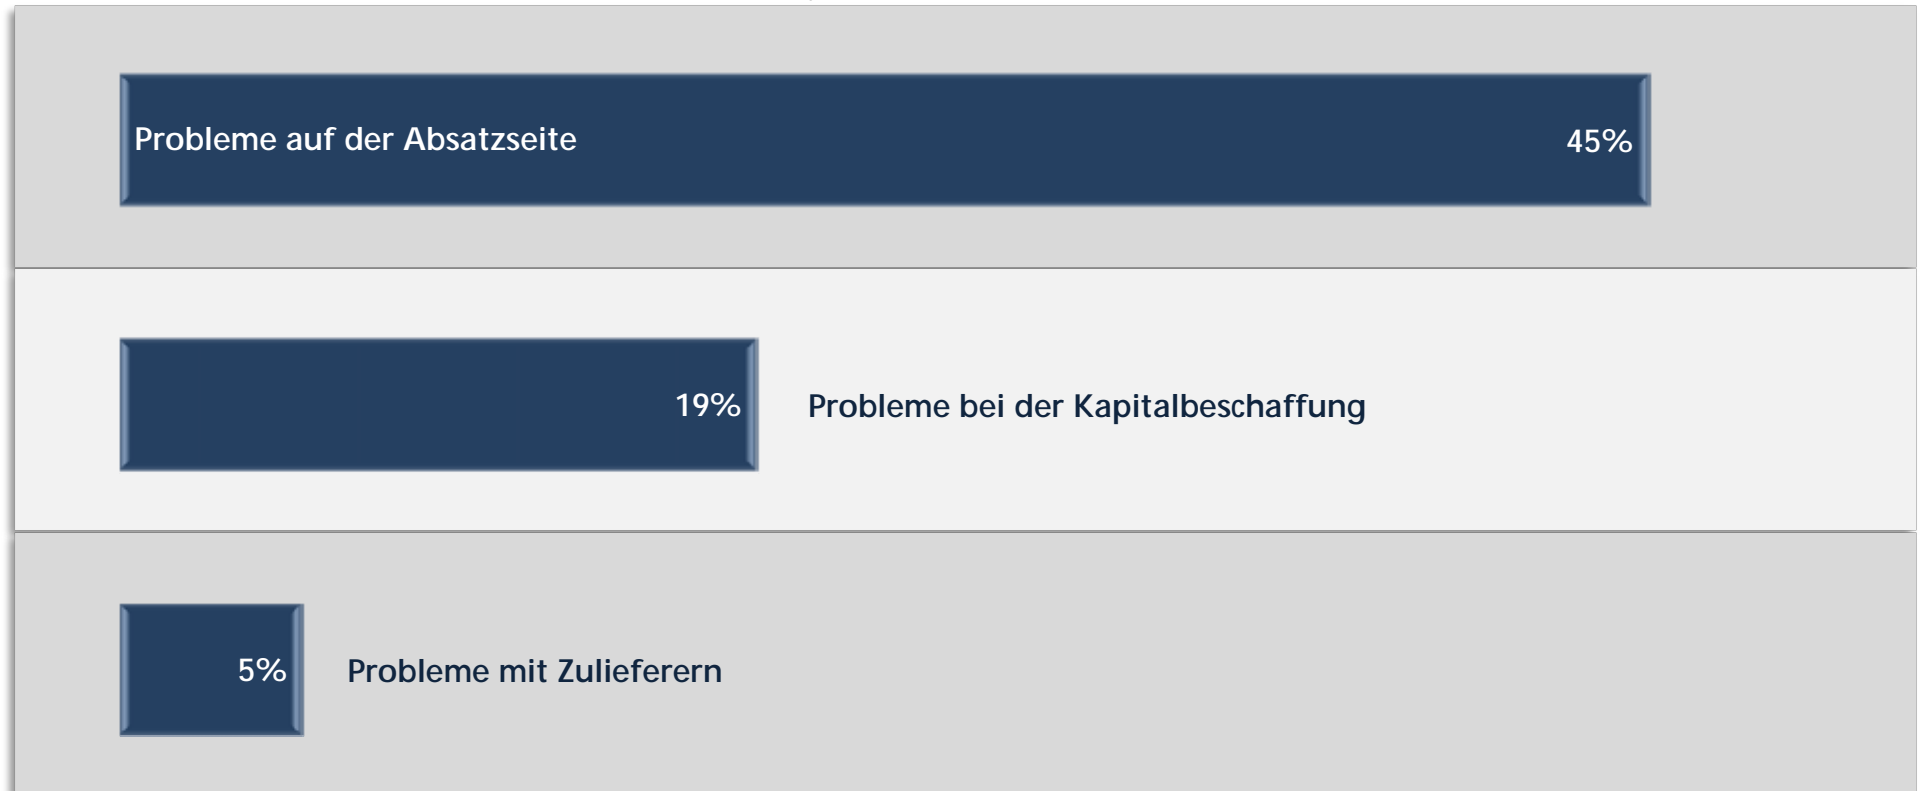 Probleme auf der Absatzseite 45%
19% Probleme bei der Kapitalbeschaffung
5% Probleme mit Zulieferern